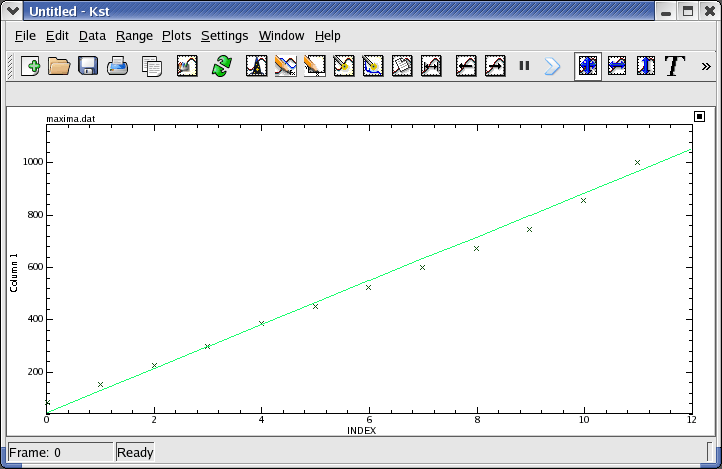 Untitled - Kst
File Edit Data Range Plots Settings Window Help
T »
maxima.dat
1000
800
600
400
200
Column 1
0 2 4 6 8 10 12
INDEX
Frame: 0 Ready